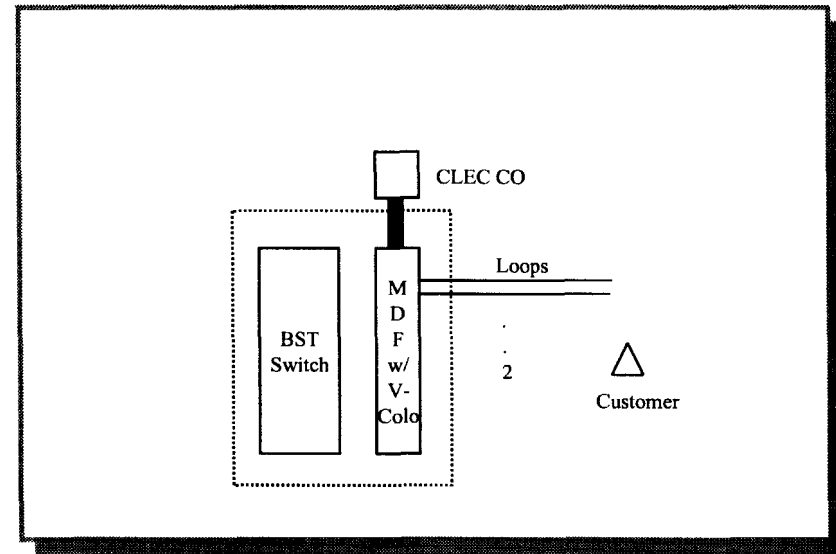 CLEC CO
Loops
M
D
F
w/
V-
Colo
BST
Switch
.
.
2
Customer